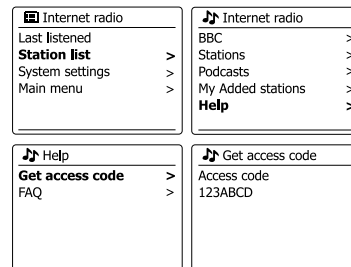 Internet radio
Last listened
Station list >
System settings >
Main menu >
Internet radio
BBC >
Stations >
Podcasts >
My Added stations >
Help >
Help
Get access code >
FAQ >
Get access code
Access code
123ABCD